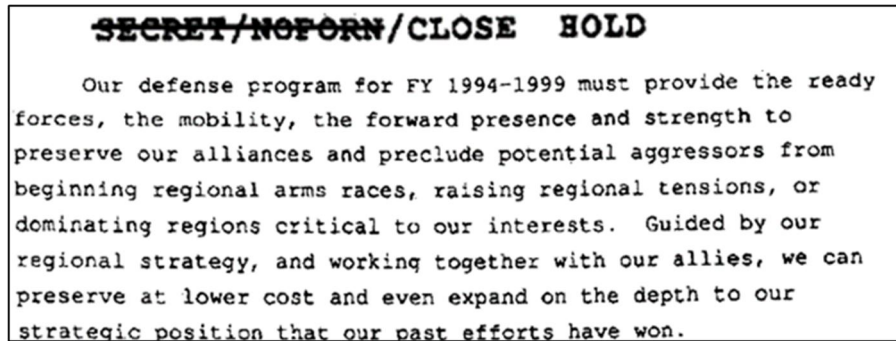 SECRET/NOFORN/CLOSE HOLD
Our defense program for FY 1994-1999 must provide the ready
forces, the mobility, the forward presence and strength to
preserve our alliances and preclude potential aggressors from
beginning regional arms races, raising regional tensions, or
dominating regions critical to our interests. Guided by our
regional strategy, and working together with our allies, we can
preserve at lower cost and even expand on the depth to our
strategic position that our past efforts have won.